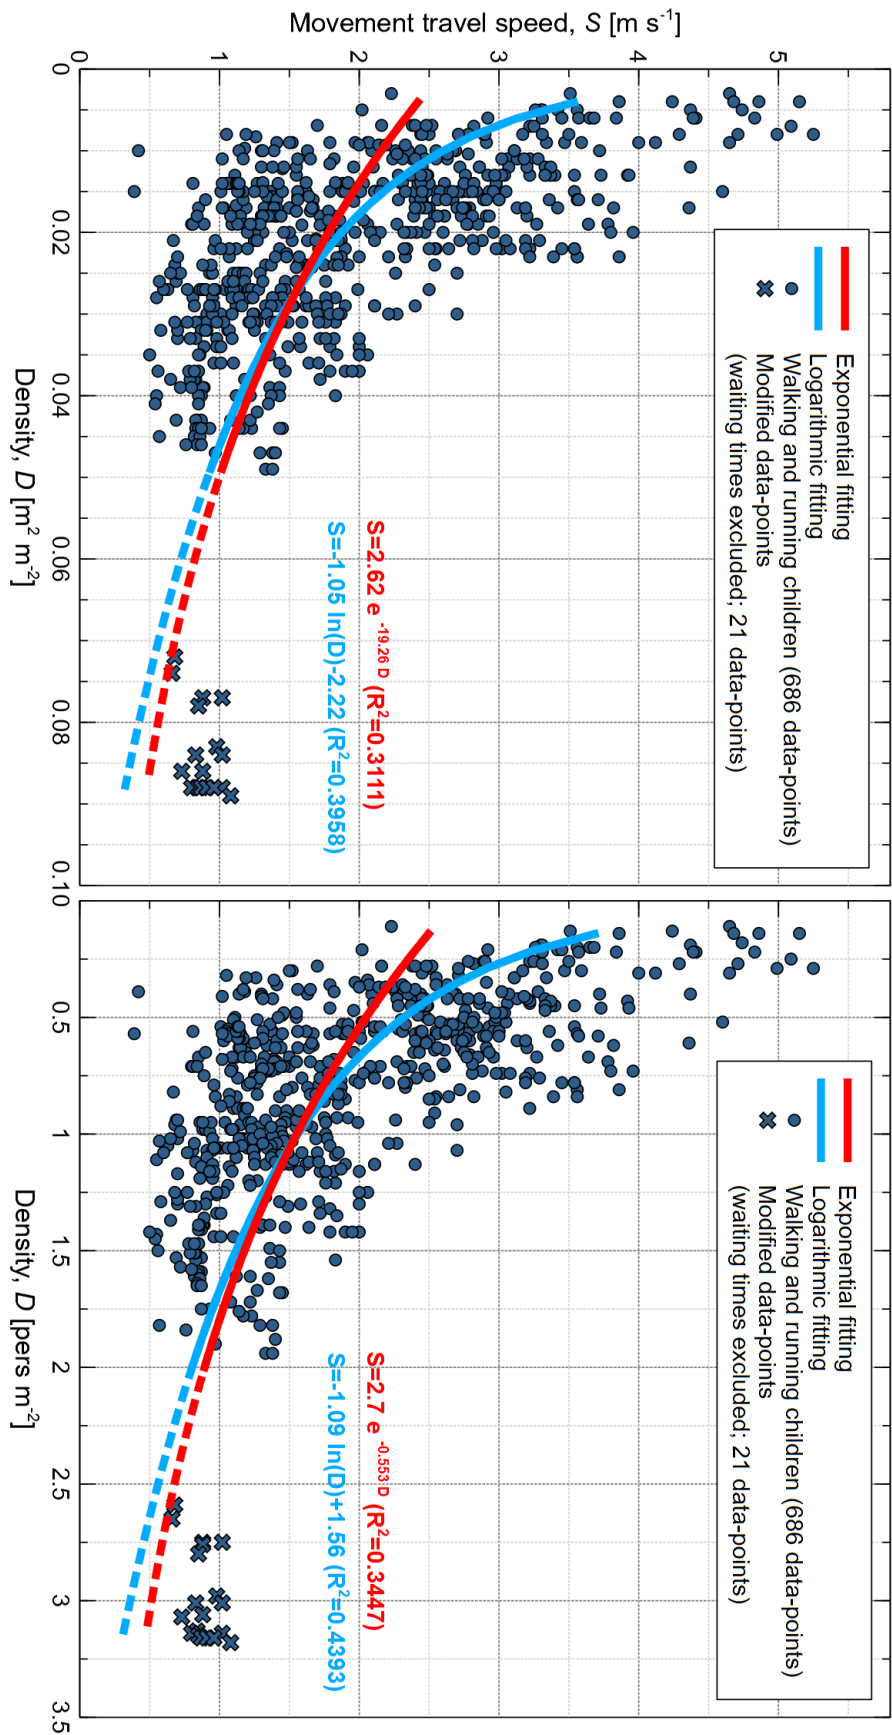 Movement travel speed, S [m s⁻¹]
5
4
3
2
1
0
Exponential fitting
Logarithmic fitting
Walking and running children (686 data-points)
Modified data-points
(waiting times excluded; 21 data-points)
S=2.62 e ⁻¹⁹·²⁶ ᴰ (R²=0.3111)
S=-1.05 ln(D)-2.22 (R²=0.3958)
0 0.02 0.04 0.06 0.08 0.10
Density, D [m² m⁻²]
Exponential fitting
Logarithmic fitting
Walking and running children (686 data-points)
Modified data-points
(waiting times excluded; 21 data-points)
S=2.7 e ⁻⁰·⁵⁵³ ᴰ (R²=0.3447)
S=-1.09 ln(D)+1.56 (R²=0.4393)
0 0.5 1 1.5 2 2.5 3 3.5
Density, D [pers m⁻²]